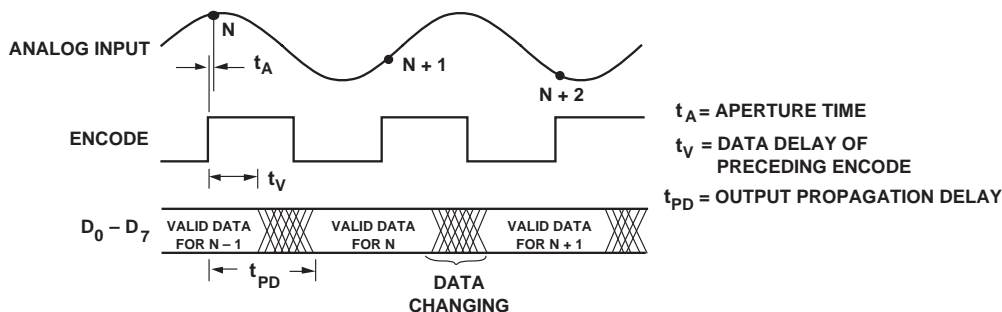 ANALOG INPUT
N
t_A
N + 1
N + 2
ENCODE
t_V
t_A = APERTURE TIME
t_V = DATA DELAY OF
PRECEDING ENCODE
t_PD = OUTPUT PROPAGATION DELAY
D_0 – D_7
VALID DATA
FOR N – 1
VALID DATA
FOR N
VALID DATA
FOR N + 1
t_PD
DATA
CHANGING